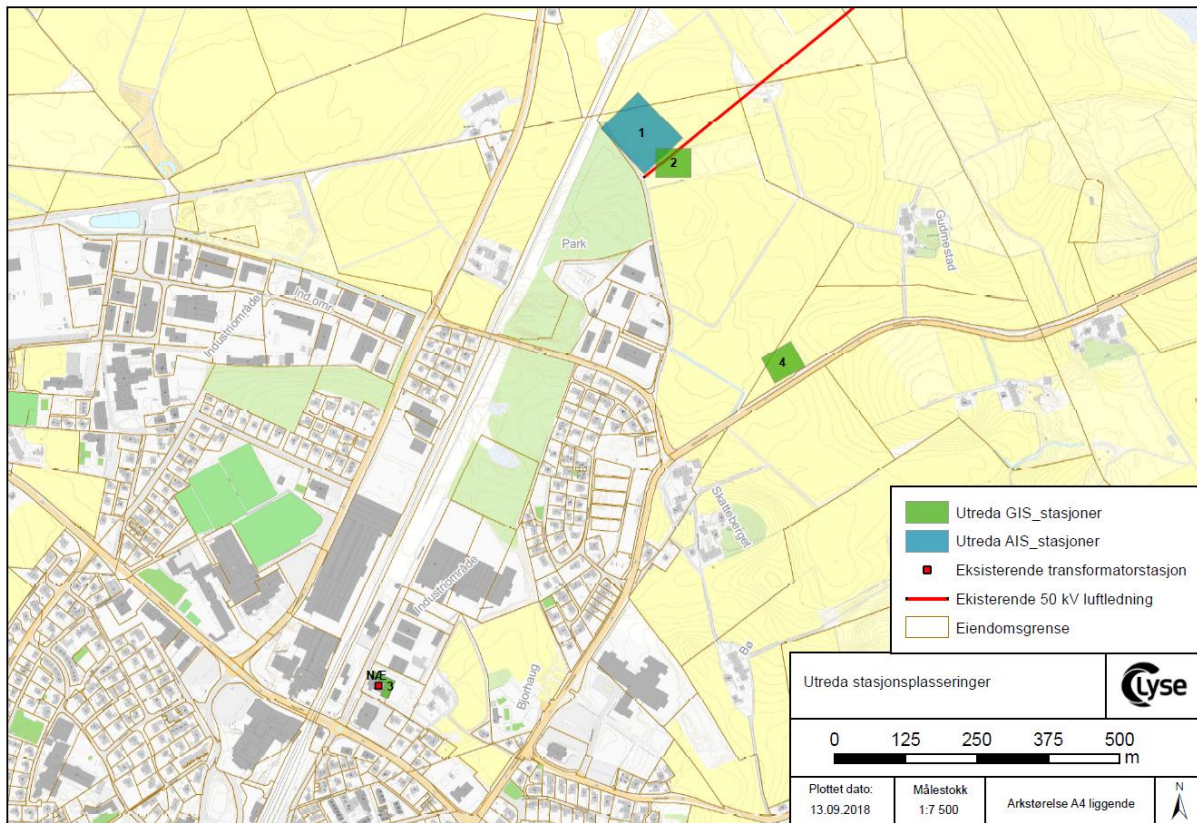 1
2
Park
Gudmestad
Industriområde
Ind.omr.
4
Skatteberget
Industriområde
Bø
NÆ
3
Bjorhaug
Utreda GIS_stasjoner
Utreda AIS_stasjoner
Eksisterende transformatorstasjon
Ekisterende 50 kV luftledning
Eiendomsgrense
Utreda stasjonsplasseringer
Lyse
0 125 250 375 500
m
Plottet dato:
13.09.2018
Målestokk
1:7 500
Arkstørelse A4 liggende
N